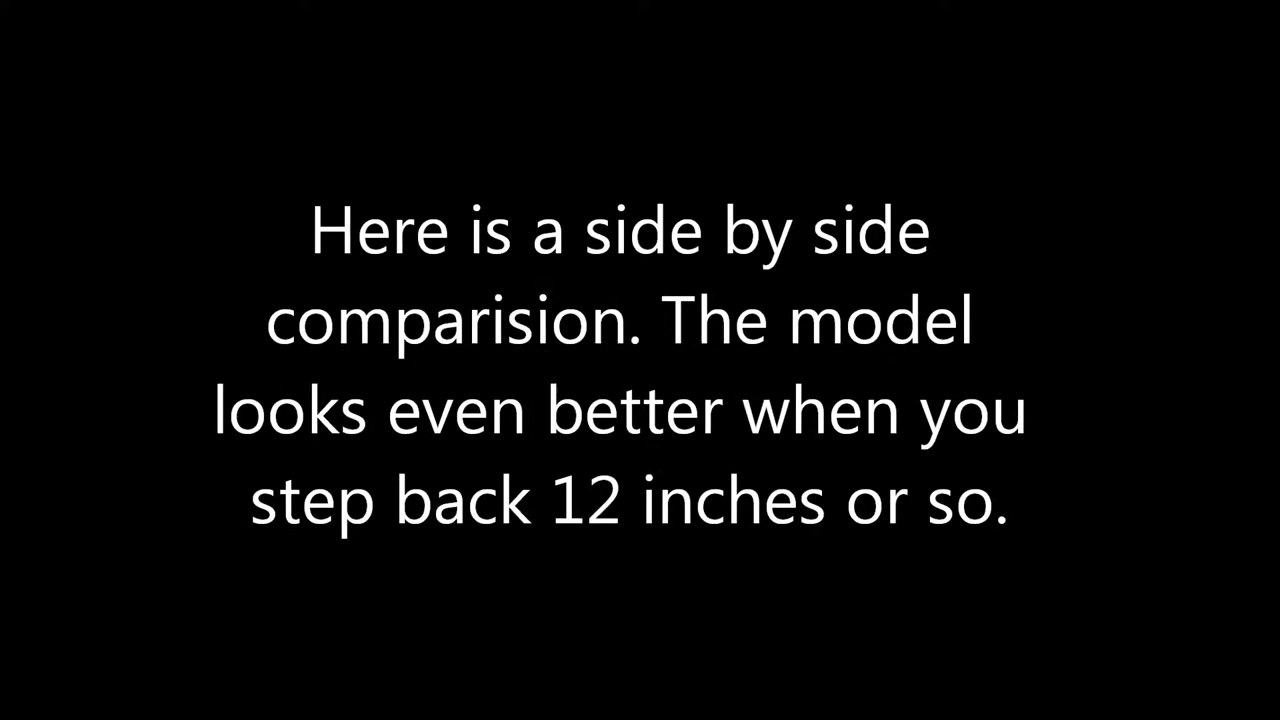 Here is a side by side
comparision. The model
looks even better when you
step back 12 inches or so.